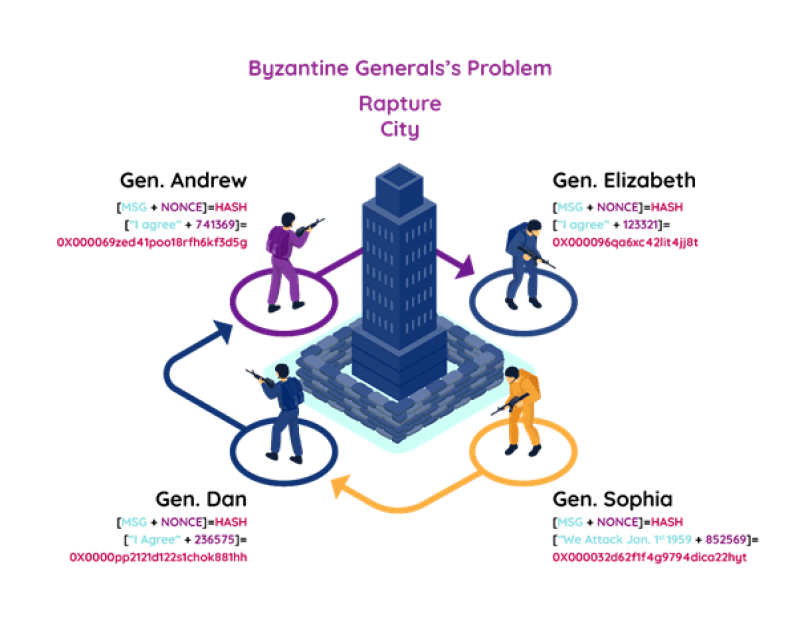 Byzantine Generals's Problem
Rapture
City
Gen. Andrew
[MSG + NONCE]=HASH
["I agree" + 741369]=
0X000069zed41poo18rfh6kf3d5g
Gen. Elizabeth
[MSG + NONCE]=HASH
["I agree" + 123321]=
0X000096qa6xc42lit4jj8t
Gen. Dan
[MSG + NONCE]=HASH
["I Agree" + 236575]=
0X0000pp2121d122s1chok881hh
Gen. Sophia
[MSG + NONCE]=HASH
["We Attack Jan. 1st 1959 + 852569]=
0X000032d62f1f4g9794dica22hyt